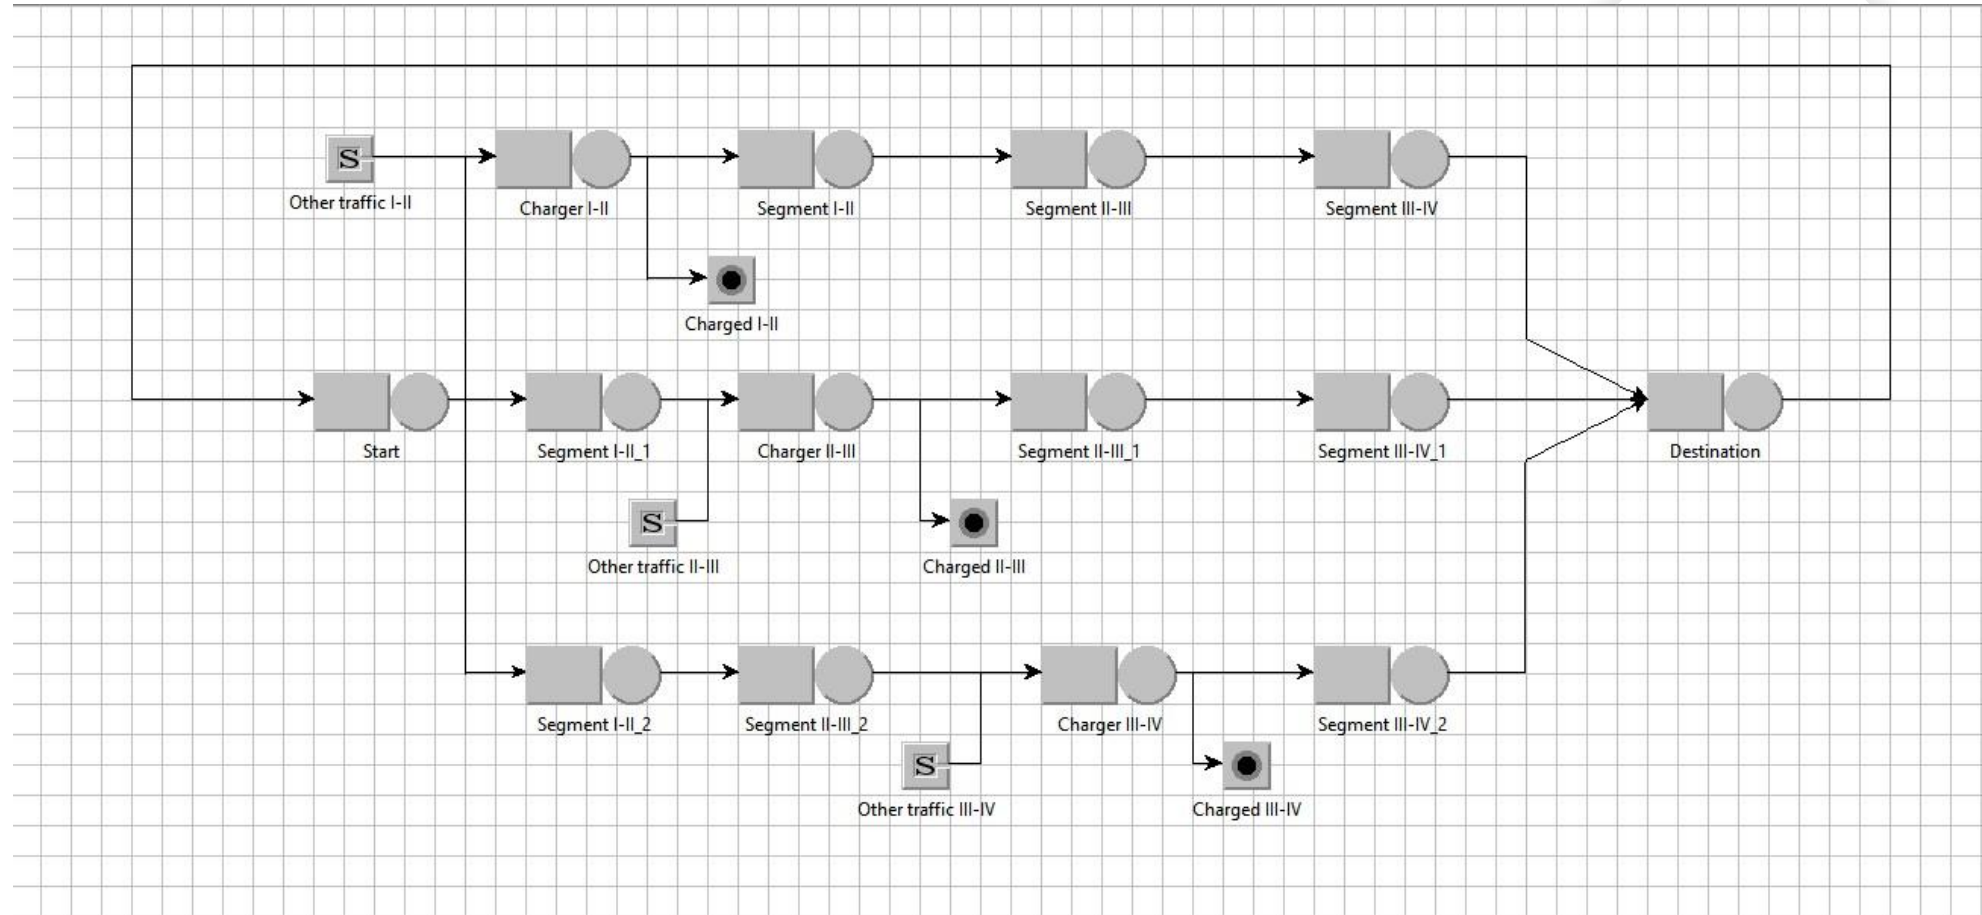 S
Other traffic I-II
Charger I-II
Segment I-II
Segment II-III
Segment III-IV
Charged I-II
Start
Segment I-II_1
Charger II-III
Segment II-III_1
Segment III-IV_1
Destination
S
Other traffic II-III
Charged II-III
Segment I-II_2
Segment II-III_2
Charger III-IV
Segment III-IV_2
S
Other traffic III-IV
Charged III-IV